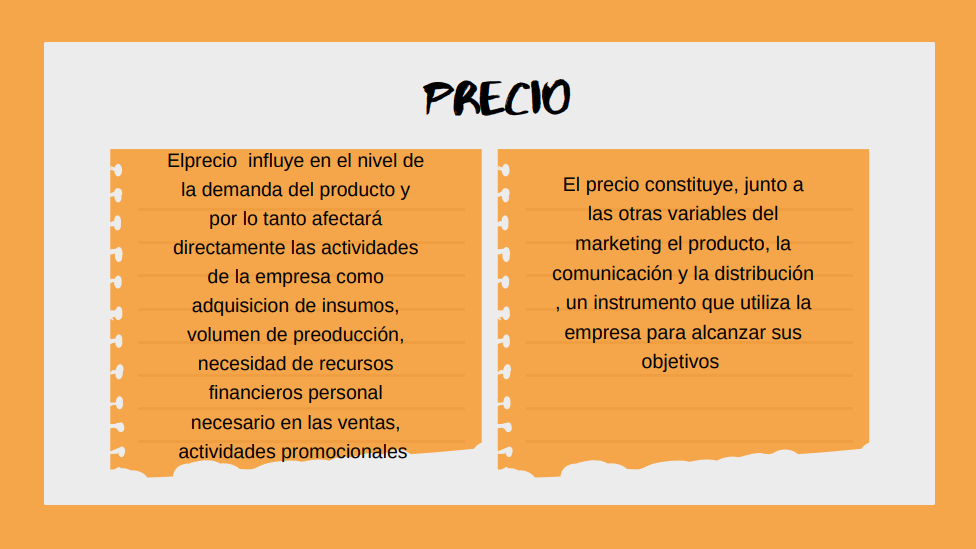 PRECIO
Elprecio  influye en el nivel de
la demanda del producto y
por lo tanto afectará
directamente las actividades
de la empresa como
adquisicion de insumos,
volumen de preoducción,
necesidad de recursos
financieros personal
necesario en las ventas,
actividades promocionales
El precio constituye, junto a
las otras variables del
marketing el producto, la
comunicación y la distribución
, un instrumento que utiliza la
empresa para alcanzar sus
objetivos